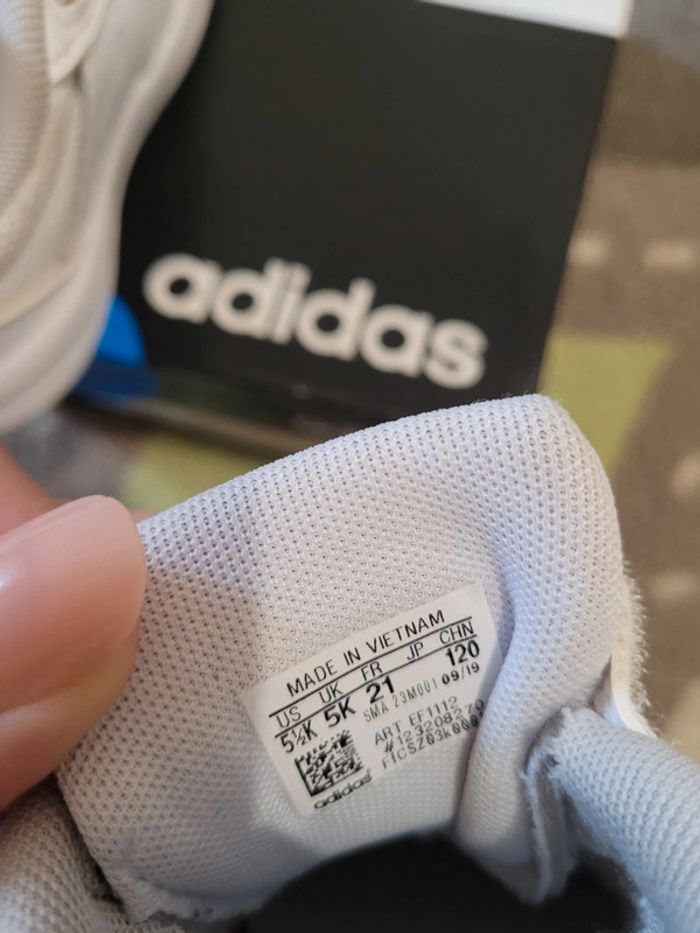 adidas
MADE IN VIETNAM
US UK FR JP CHN
5½K 5K 21 120
SMA 23M001 09/19
ART EF1112
#123208270
adidas